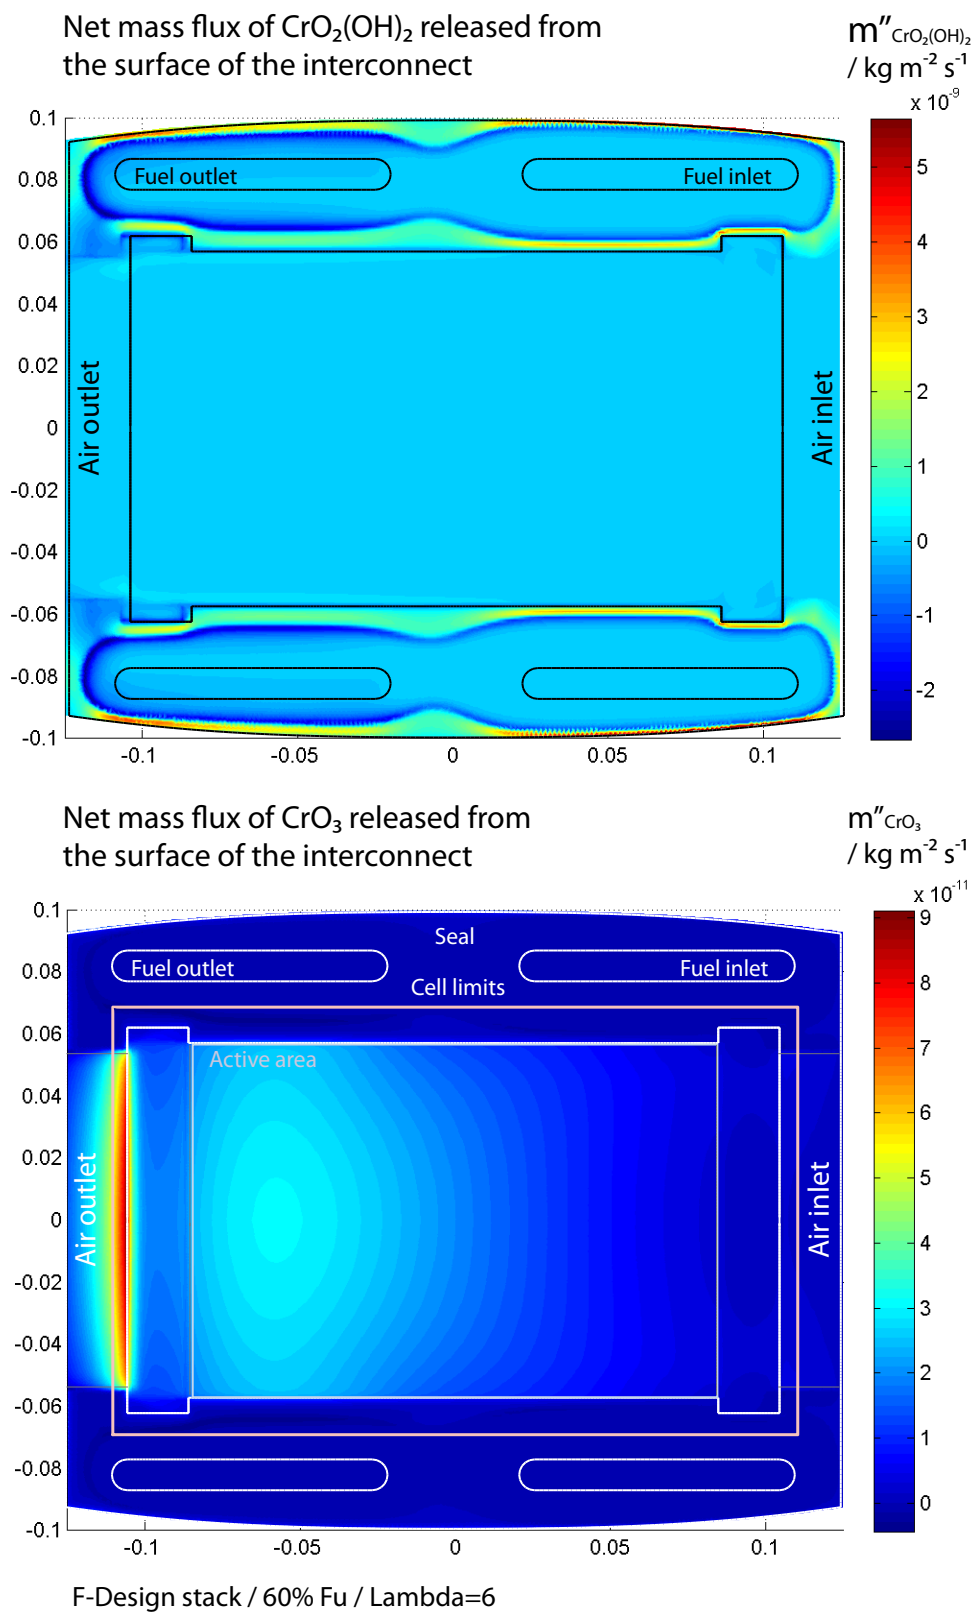 Net mass flux of CrO₂(OH)₂ released from
the surface of the interconnect
m″CrO₂(OH)₂
/ kg m⁻² s⁻¹
x 10⁻⁹
0.1
0.08
0.06
0.04
0.02
0
-0.02
-0.04
-0.06
-0.08
-0.1
-0.1
-0.05
0
0.05
0.1
Fuel outlet
Fuel inlet
Air outlet
Air inlet
5
4
3
2
1
0
-1
-2
Net mass flux of CrO₃ released from
the surface of the interconnect
m″CrO₃
/ kg m⁻² s⁻¹
x 10⁻¹¹
0.1
0.08
0.06
0.04
0.02
0
-0.02
-0.04
-0.06
-0.08
-0.1
-0.1
-0.05
0
0.05
0.1
Seal
Fuel outlet
Fuel inlet
Cell limits
Active area
Air outlet
Air inlet
9
8
7
6
5
4
3
2
1
0
F-Design stack / 60% Fu / Lambda=6